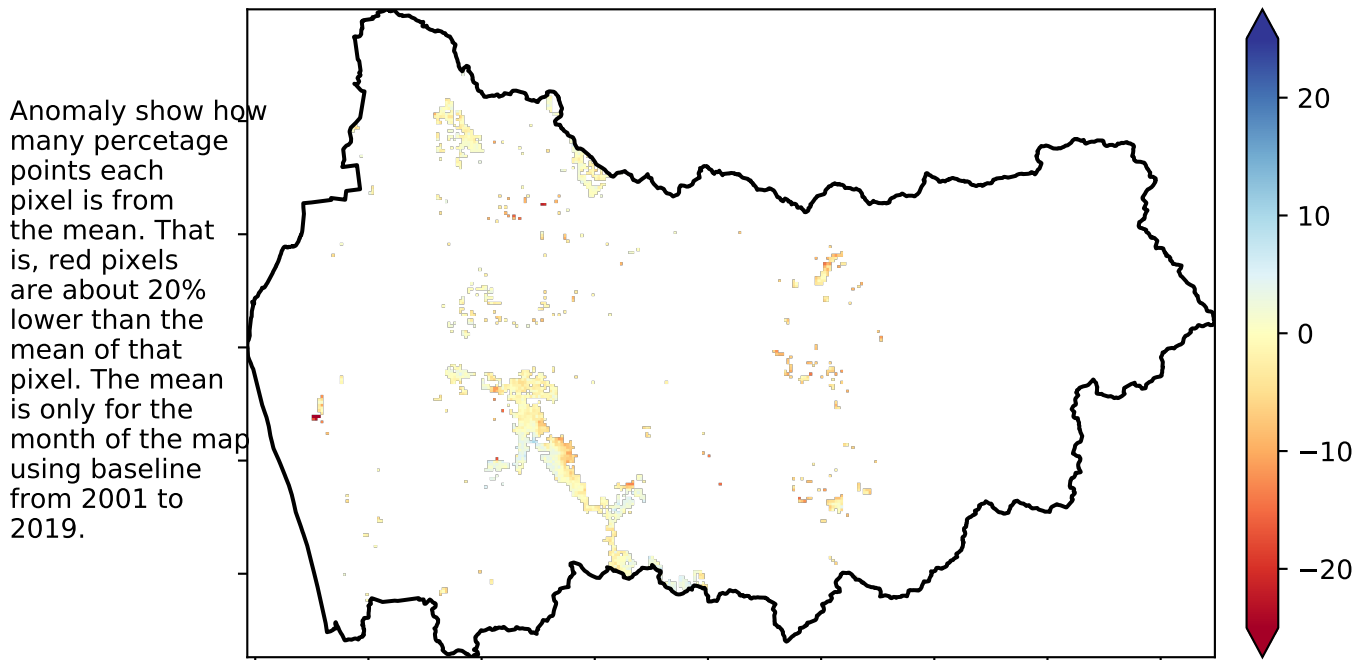 Anomaly show how
many percetage
points each
pixel is from
the mean. That
is, red pixels
are about 20%
lower than the
mean of that
pixel. The mean
is only for the
month of the map
using baseline
from 2001 to
2019.
20
10
0
−10
−20